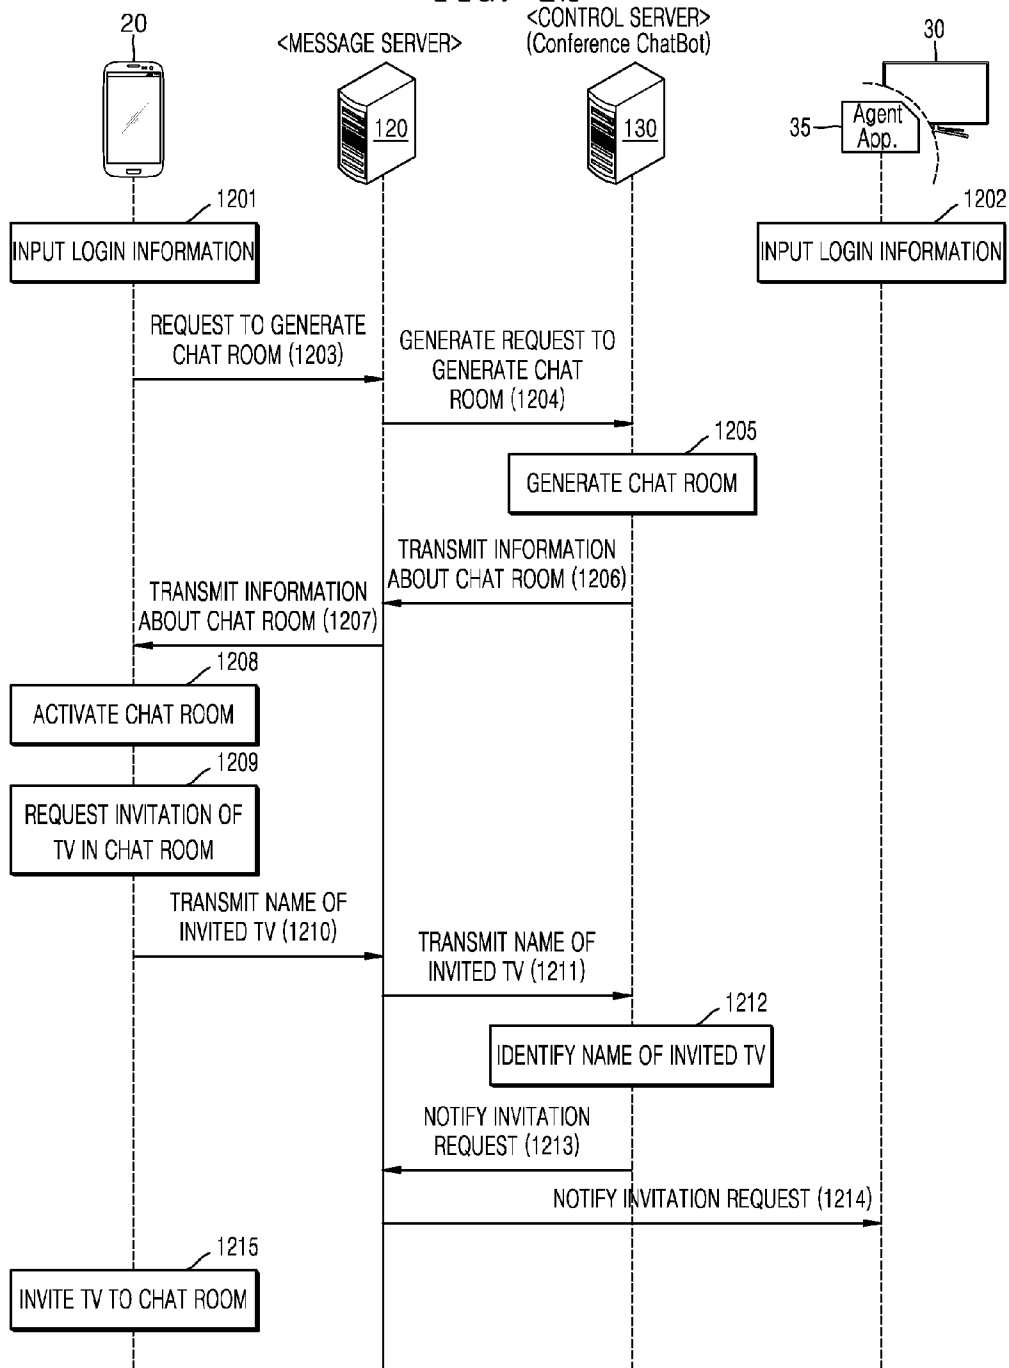 <CONTROL SERVER>
(Conference ChatBot)
20
<MESSAGE SERVER>
30
120
130
35
Agent
App.
1201
1202
INPUT LOGIN INFORMATION
INPUT LOGIN INFORMATION
REQUEST TO GENERATE
CHAT ROOM (1203)
GENERATE REQUEST TO
GENERATE CHAT
ROOM (1204)
1205
GENERATE CHAT ROOM
TRANSMIT INFORMATION
ABOUT CHAT ROOM (1206)
TRANSMIT INFORMATION
ABOUT CHAT ROOM (1207)
1208
ACTIVATE CHAT ROOM
1209
REQUEST INVITATION OF
TV IN CHAT ROOM
TRANSMIT NAME OF
INVITED TV (1210)
TRANSMIT NAME OF
INVITED TV (1211)
1212
IDENTIFY NAME OF INVITED TV
NOTIFY INVITATION
REQUEST (1213)
NOTIFY INVITATION REQUEST (1214)
1215
INVITE TV TO CHAT ROOM